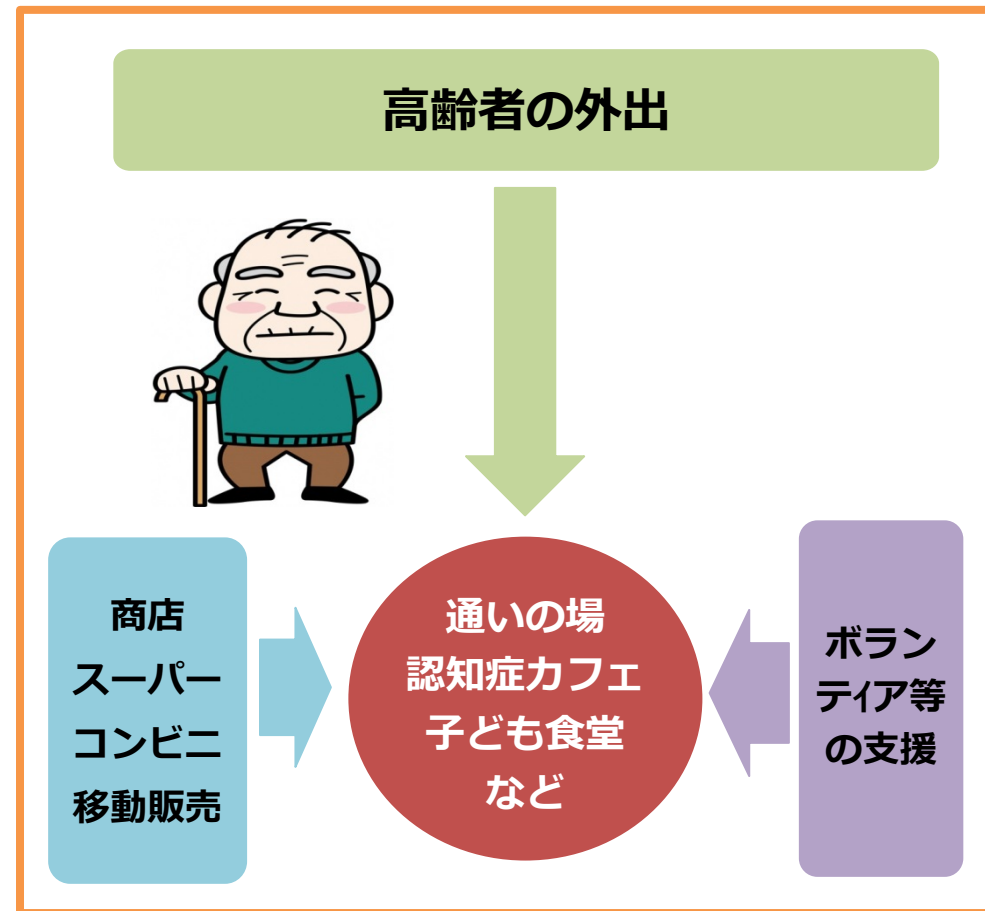 高齢者の外出
商店
スーパー
コンビニ
移動販売
通いの場
認知症カフェ
子ども食堂
など
ボラン
ティア等
の支援